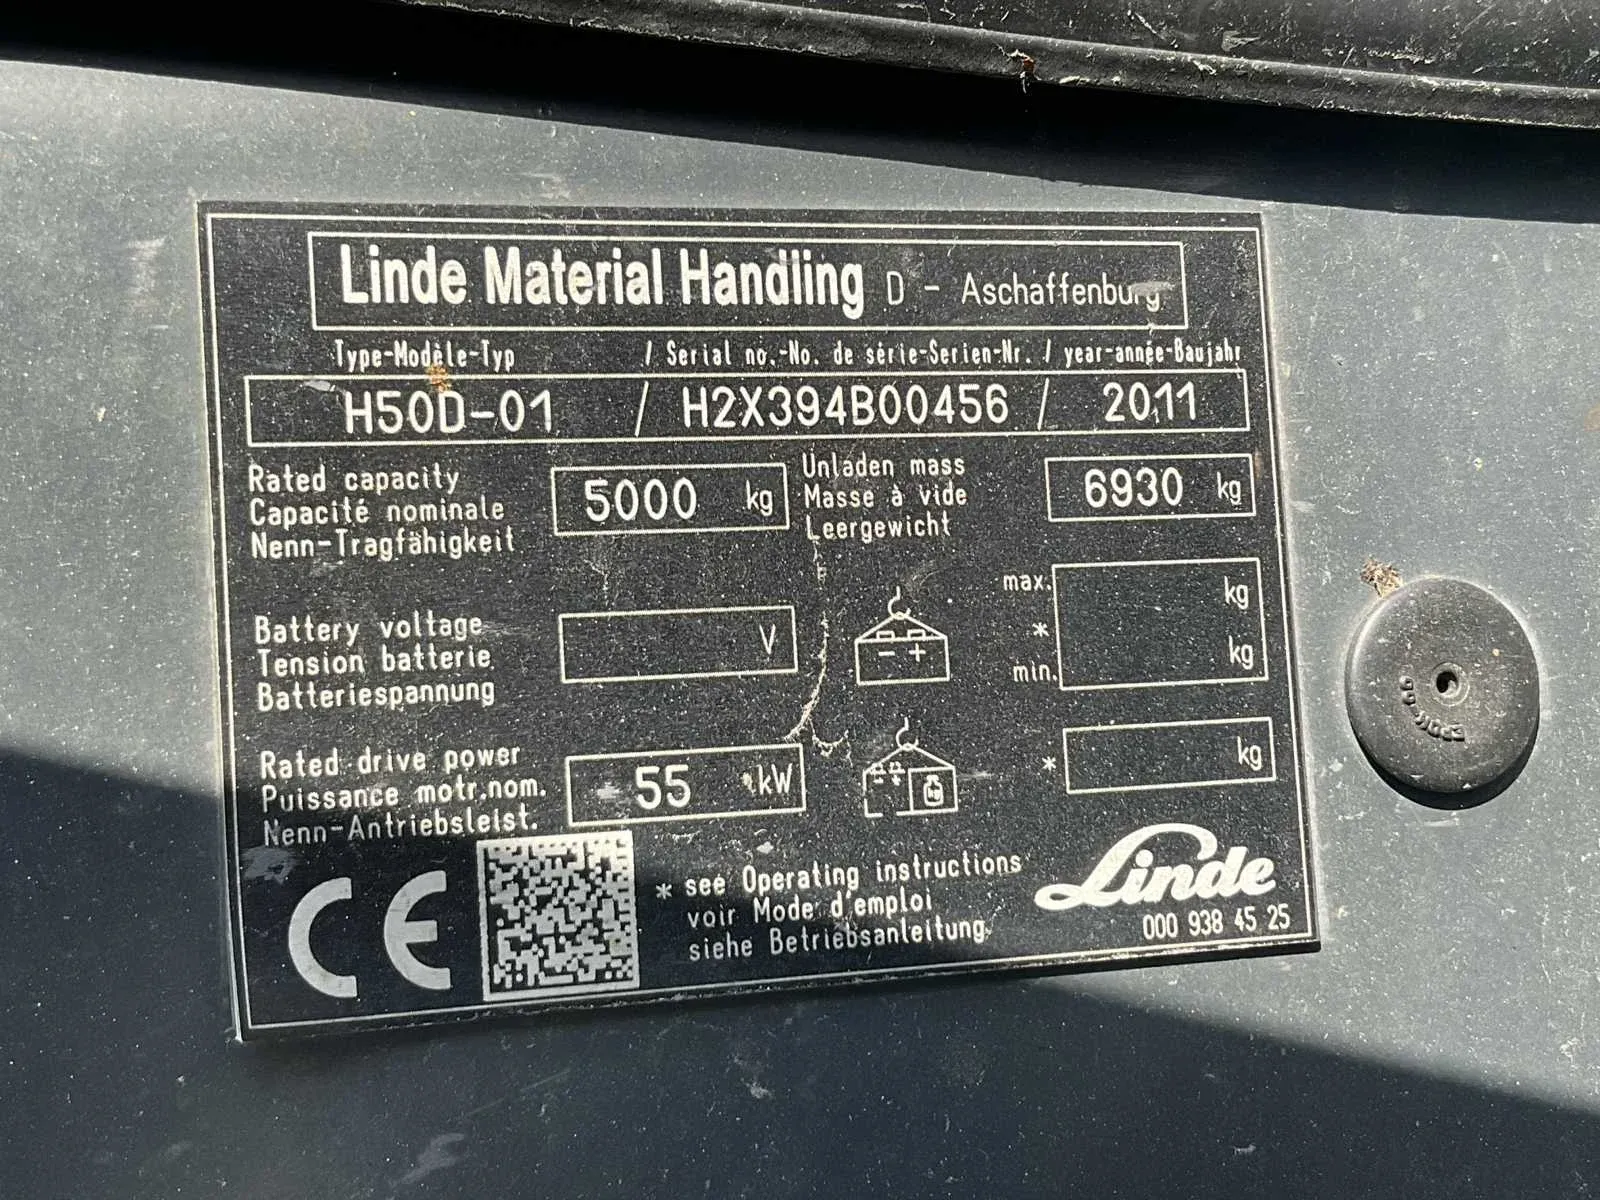 Linde Material Handling D - Aschaffenburg
Type-Modèle-Typ / Serial no.-No. de série-Serien-Nr. / year-année-Baujahr
H50D-01 / H2X394B00456 / 2011
Rated capacity
Capacité nominale
Nenn-Tragfähigkeit
5000 kg
Unladen mass
Masse à vide
Leergewicht
6930 kg
Battery voltage
Tension batterie
Batteriespannung
V
- +
max. kg
*
min. kg
Rated drive power
Puissance motr.nom.
Nenn-Antriebsleist.
55 kW
kg
* kg
CE
* see Operating instructions
voir Mode d'emploi
siehe Betriebsanleitung
Linde
000 938 45 25